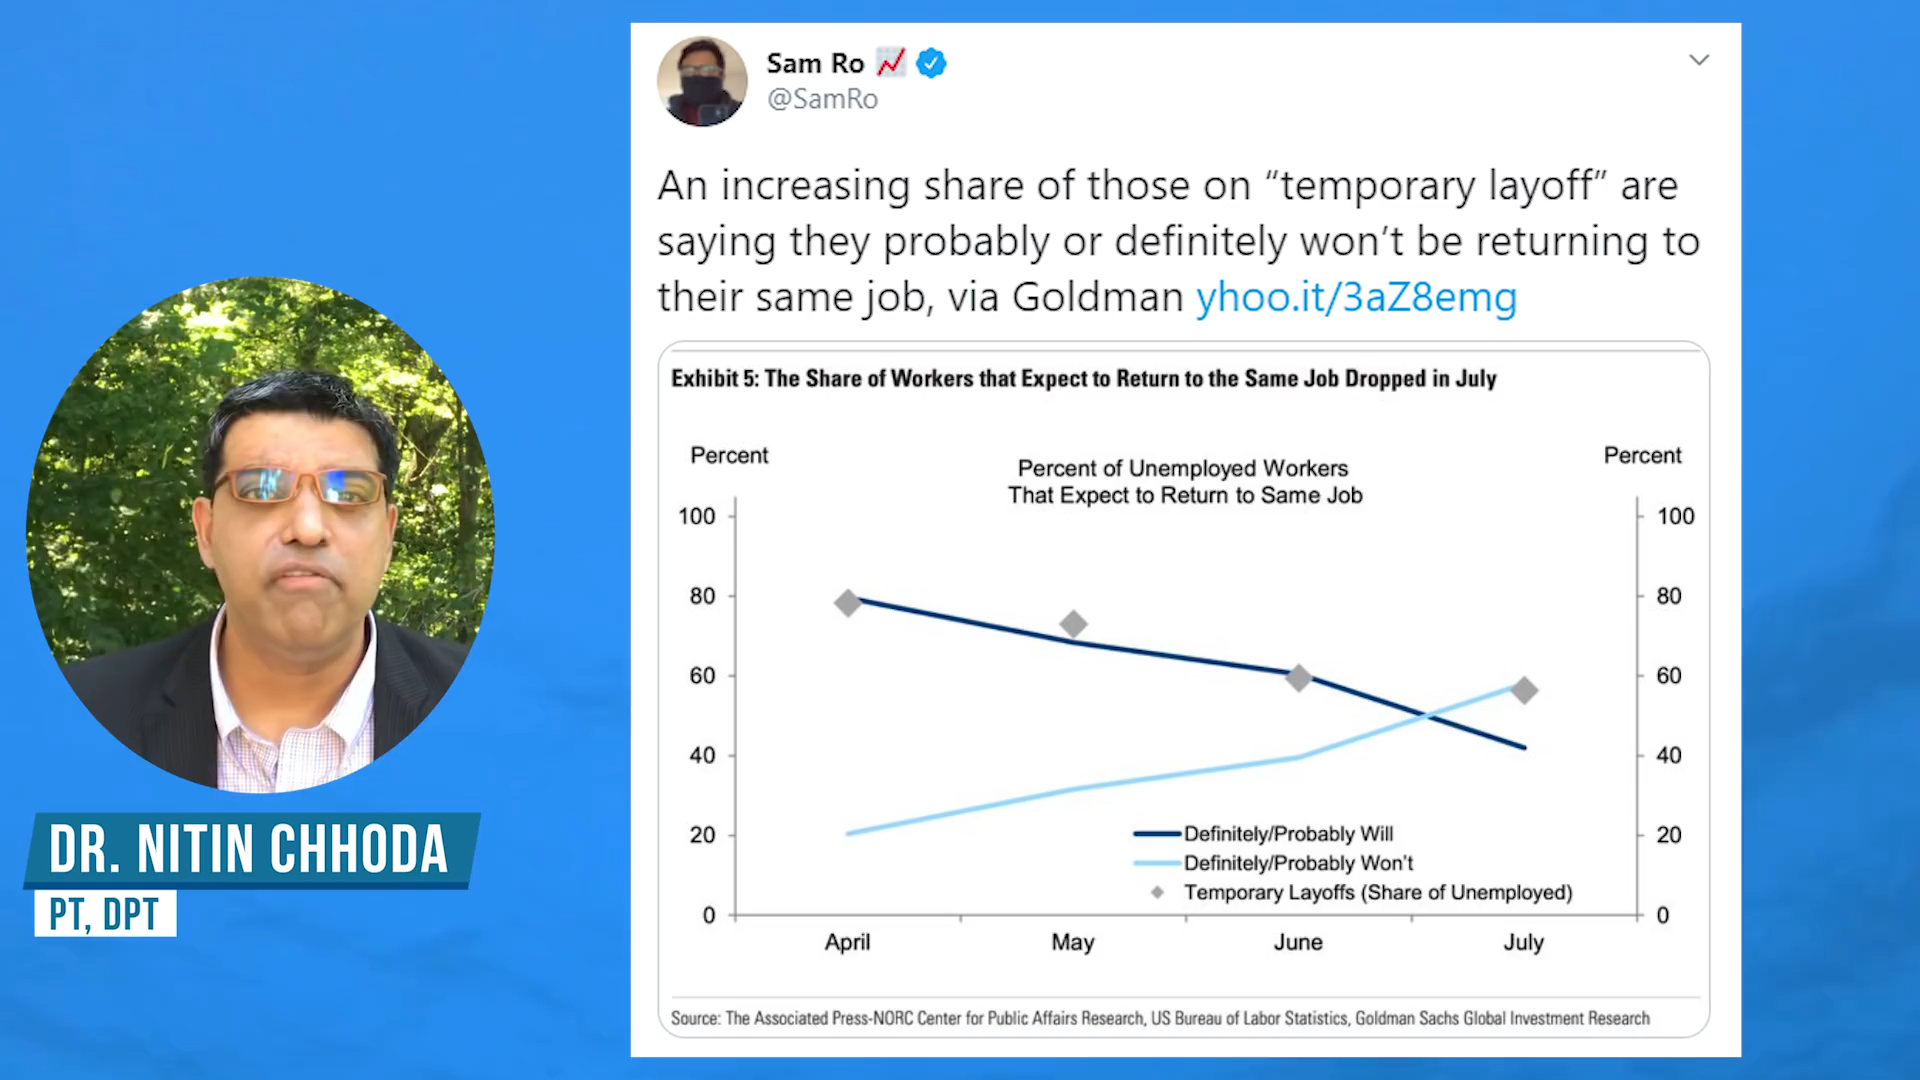 Sam Ro
@SamRo
An increasing share of those on “temporary layoff” are
saying they probably or definitely won’t be returning to
their same job, via Goldman yhoo.it/3aZ8emg
Exhibit 5: The Share of Workers that Expect to Return to the Same Job Dropped in July
Percent
Percent
Percent of Unemployed Workers
That Expect to Return to Same Job
100
100
80
80
60
60
40
40
20
20
0
0
Definitely/Probably Will
Definitely/Probably Won't
Temporary Layoffs (Share of Unemployed)
April May June July
Source: The Associated Press-NORC Center for Public Affairs Research, US Bureau of Labor Statistics, Goldman Sachs Global Investment Research
DR. NITIN CHHODA
PT, DPT